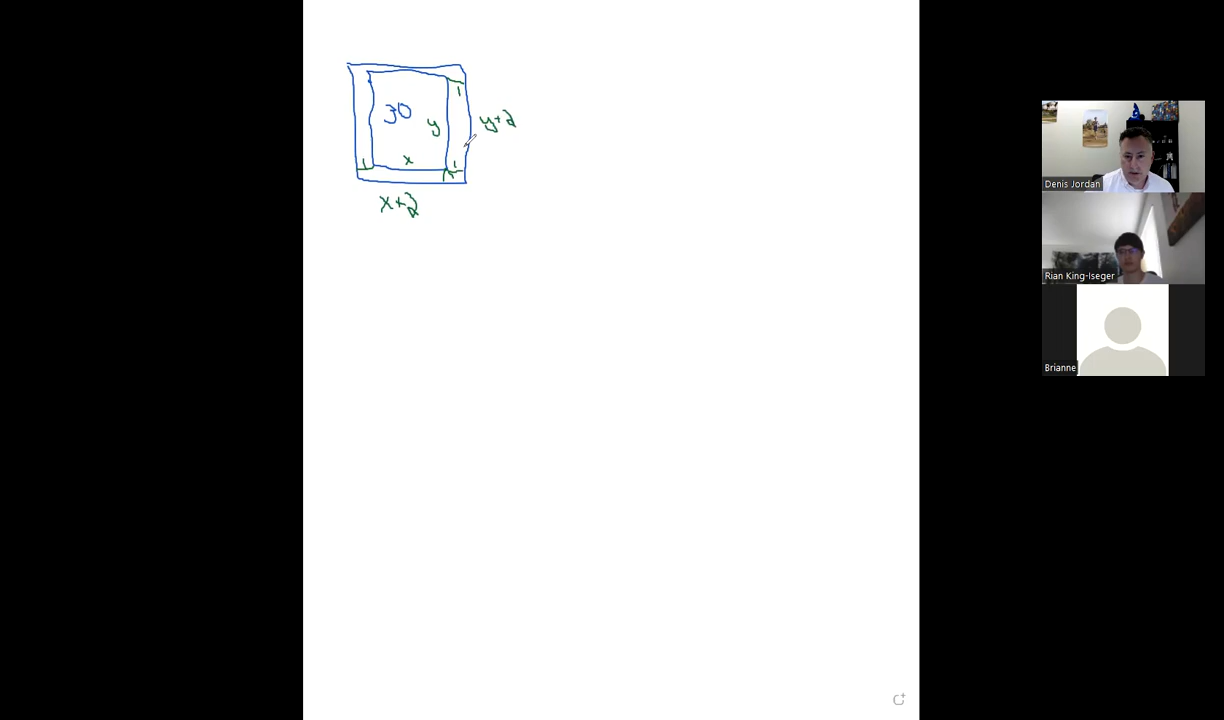 1
30
y
y+2
x
1
1
1
x+2
Denis Jordan
Rian King-Iseger
Brianne